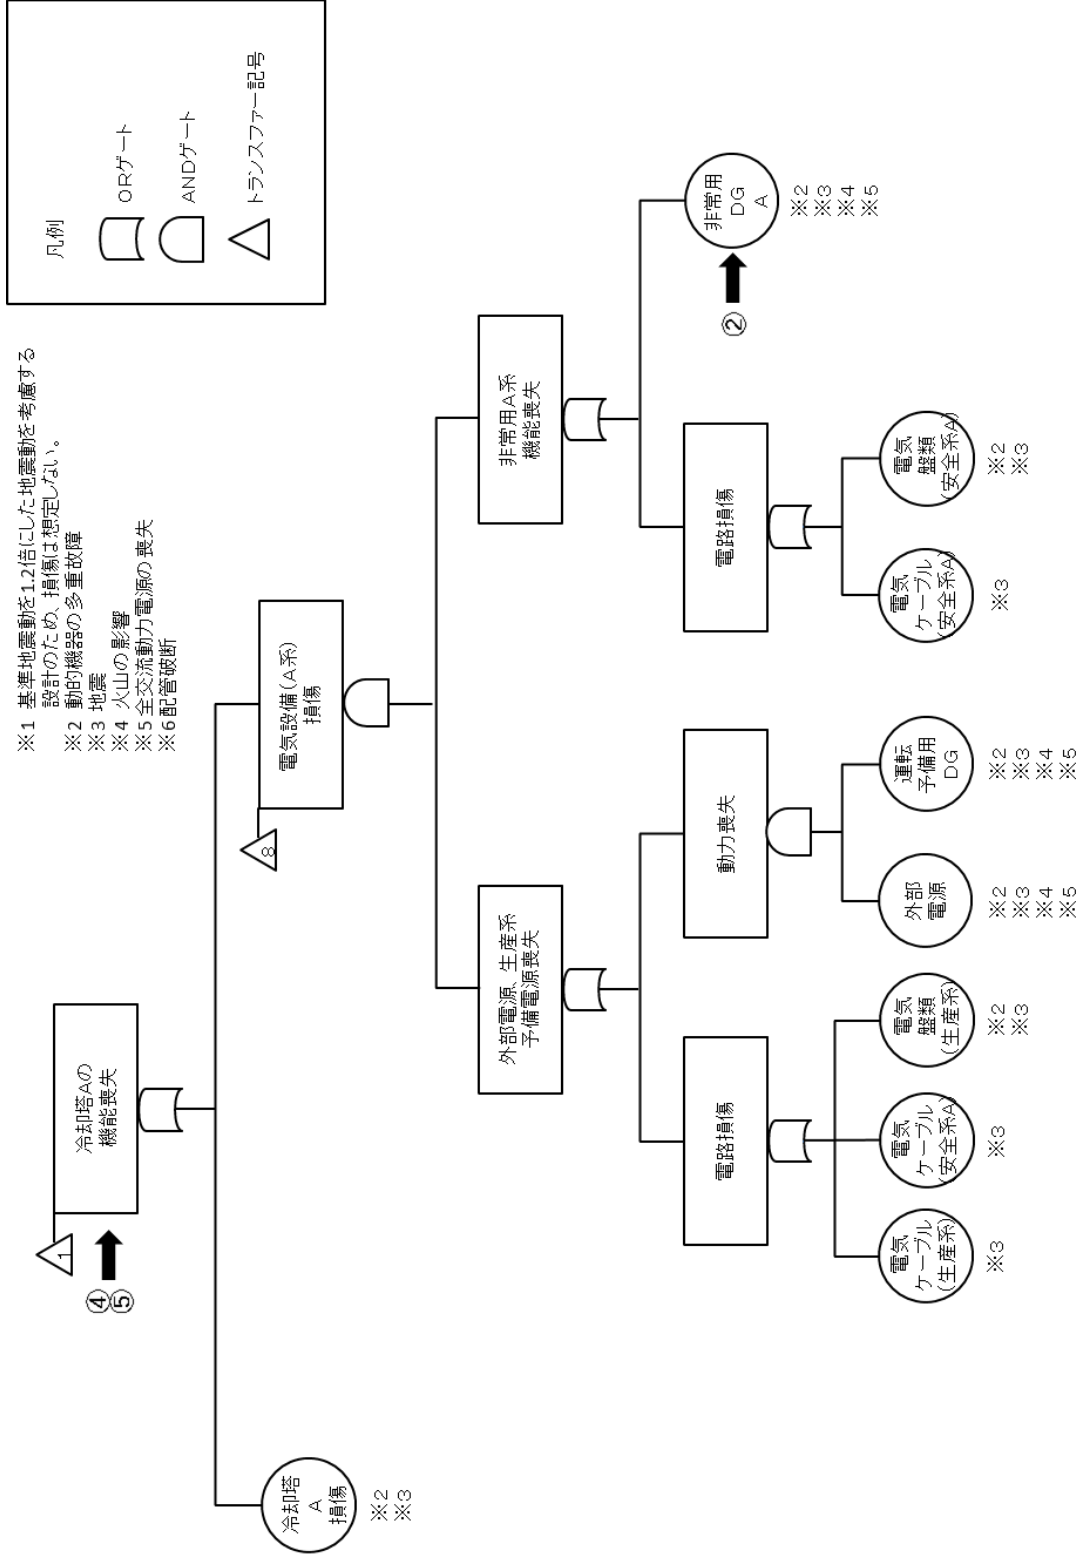 ※1 基準地震動を1.2倍にした地震動を考慮する
設計のため、損傷は想定しない。
※2 動的機器の多重故障
※3 地震
※4 火山の影響
※5 全交流動力電源の喪失
※6 配管破断
凡例
ORゲート
ANDゲート
トランスファー記号
1
④
⑤
冷却塔Aの
機能喪失
冷却塔
A
損傷
※2
※3
8
電気設備(A系)
損傷
外部電源、生産系
予備電源喪失
非常用A系
機能喪失
電路損傷
動力喪失
電路損傷
②
非常用
DG
A
※2
※3
※4
※5
電気
ケーブル
(生産系)
※3
電気
ケーブル
(安全系A)
※3
電気
盤類
(生産系)
※2
※3
外部
電源
※2
※3
※4
※5
運転
予備用
DG
※2
※3
※4
※5
電気
ケーブル
(安全系A)
※3
電気
盤類
(安全系A)
※2
※3